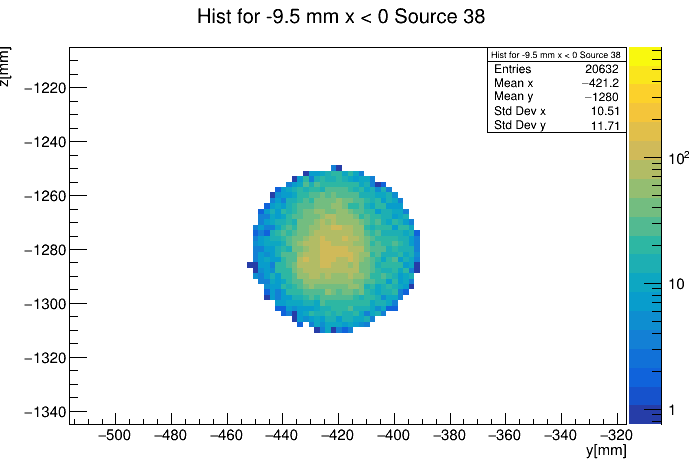 Hist for -9.5 mm x < 0 Source 38
z[mm]
Hist for -9.5 mm x < 0 Source 38
Entries 20632
Mean x −421.2
Mean y −1280
Std Dev x 10.51
Std Dev y 11.71
−1220
−1240
−1260
−1280
−1300
−1320
−1340
10²
10
1
−500 −480 −460 −440 −420 −400 −380 −360 −340 −320
y[mm]